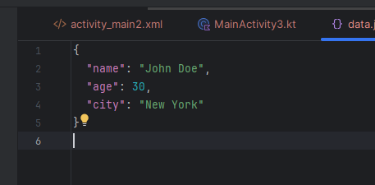 activity_main2.xml MainActivity3.kt {} data.j
1 {
2 "name": "John Doe",
3 "age": 30,
4 "city": "New York"
5 }
6